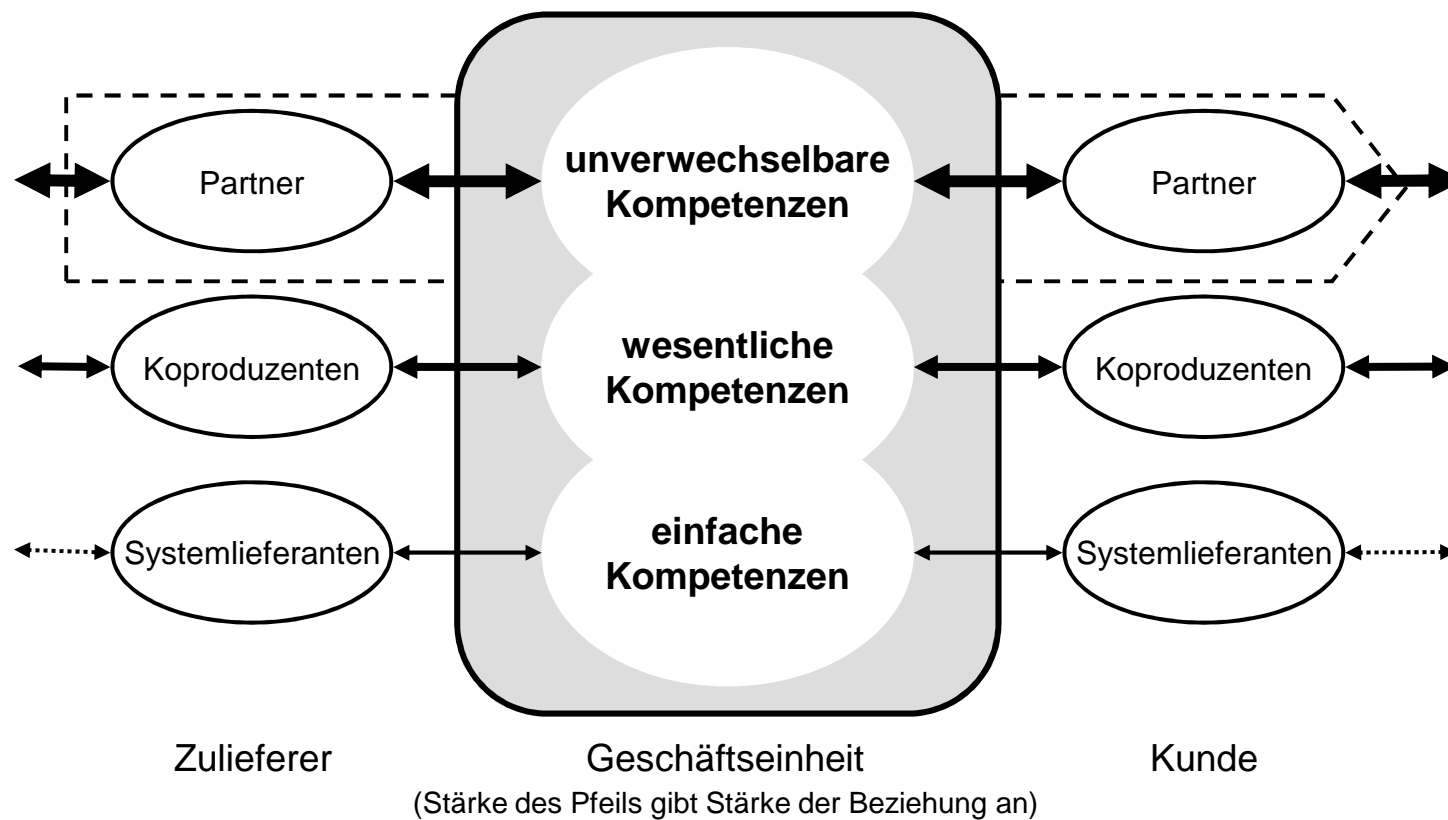 Partner
unverwechselbare
Kompetenzen
Partner
Koproduzenten
wesentliche
Kompetenzen
Koproduzenten
Systemlieferanten
einfache
Kompetenzen
Systemlieferanten
Zulieferer
Geschäftseinheit
Kunde
(Stärke des Pfeils gibt Stärke der Beziehung an)